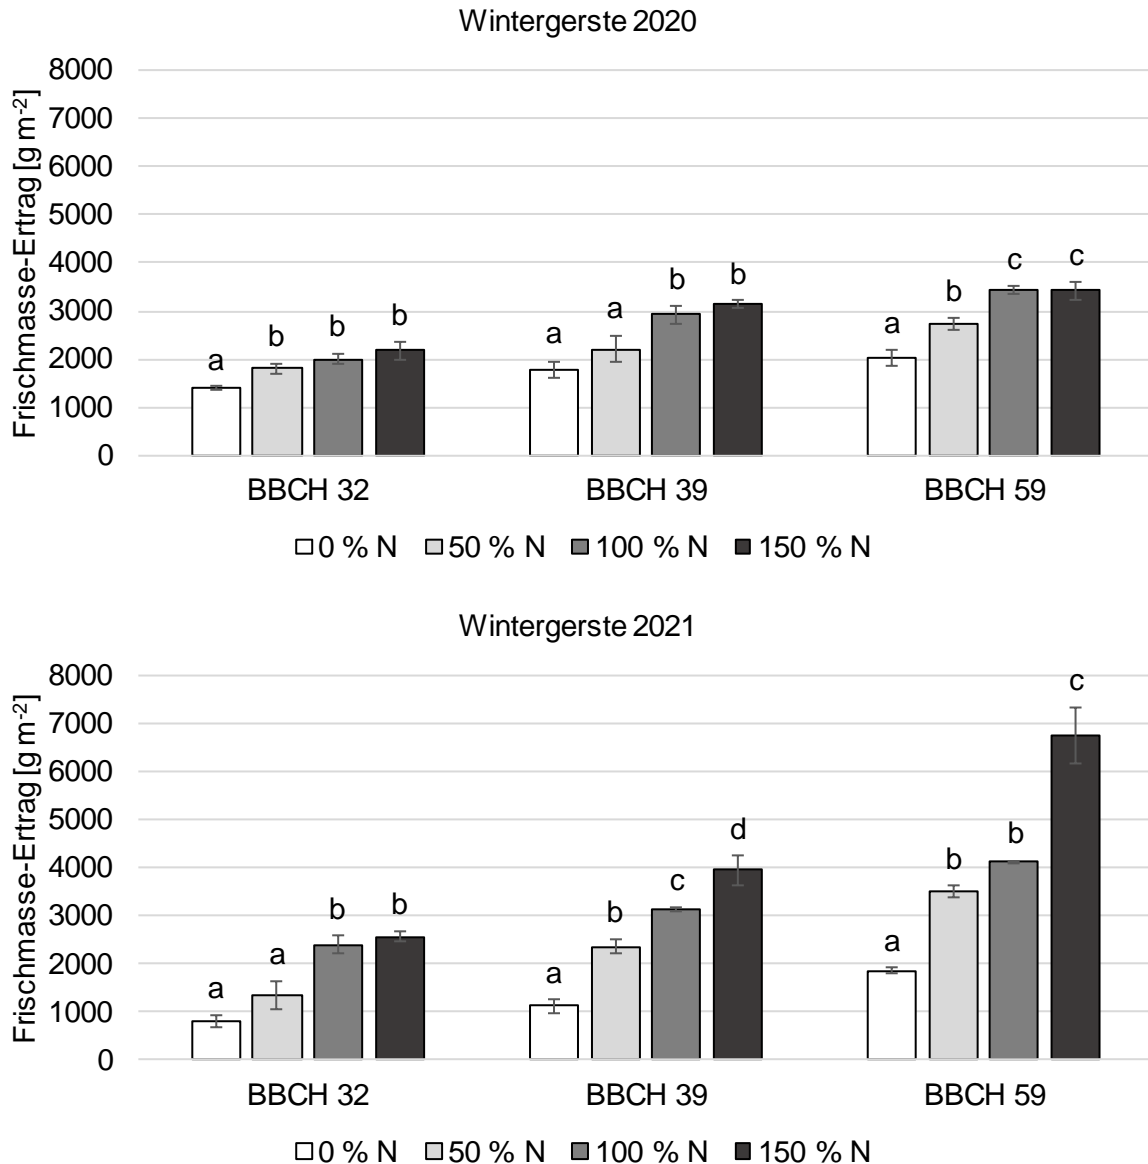 Wintergerste 2020
Frischmasse-Ertrag [g m⁻²]
8000
7000
6000
5000
4000
3000
2000
1000
0
a b b b
a a b b
a b c c
BBCH 32 BBCH 39 BBCH 59
0 % N 50 % N 100 % N 150 % N
Wintergerste 2021
Frischmasse-Ertrag [g m⁻²]
8000
7000
6000
5000
4000
3000
2000
1000
0
a a b b
a b c d
a b b c
BBCH 32 BBCH 39 BBCH 59
0 % N 50 % N 100 % N 150 % N